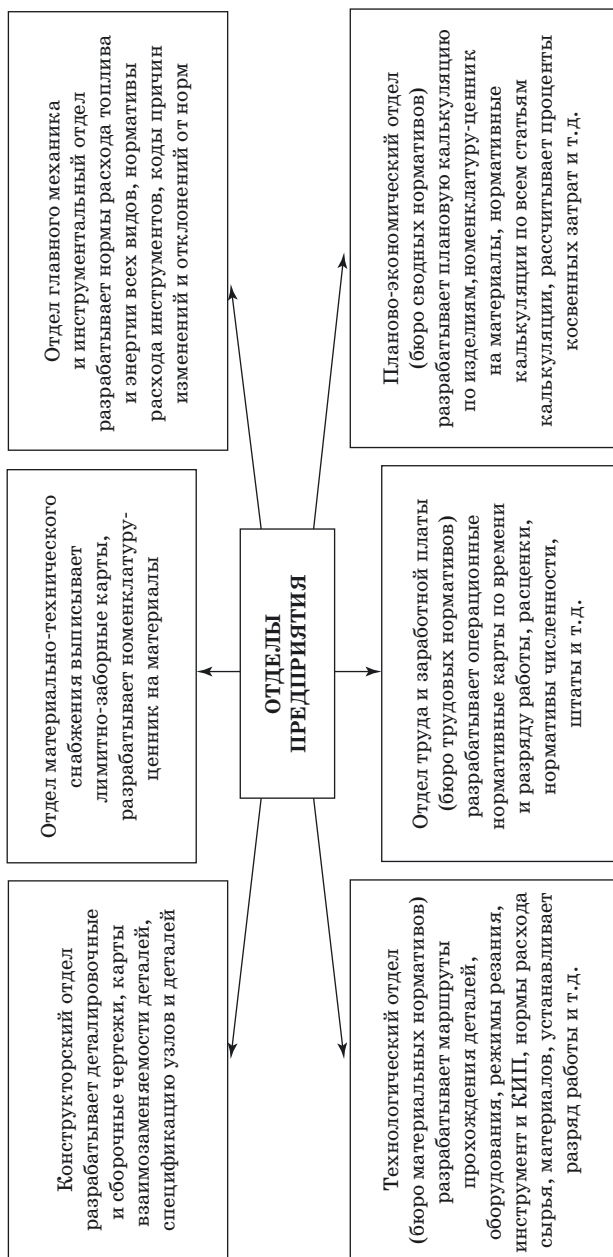 Конструкторский отдел
разрабатывает деталировочные
и сборочные чертежи, карты
взаимозаменяемости деталей,
спецификацию узлов и деталей
Отдел материально-технического
снабжения выписывает
лимитно-заборные карты,
разрабатывает номенклатуру-
ценник на материалы
Отдел главного механика
и инструментальный отдел
разрабатывает нормы расхода топлива
и энергии всех видов, нормативы
расхода инструментов, коды причин
изменений и отклонений от норм
ОТДЕЛЫ
ПРЕДПРИЯТИЯ
Технологический отдел
(бюро материальных нормативов)
разрабатывает маршруты
прохождения деталей,
оборудования, режимы резания,
инструмент и КИП, нормы расхода
сырья, материалов, устанавливает
разряд работы и т.д.
Отдел труда и заработной платы
(бюро трудовых нормативов)
разрабатывает операционные
нормативные карты по времени
и разряду работы, расценки,
нормативы численности,
штаты и т.д.
Планово-экономический отдел
(бюро сводных нормативов)
разрабатывает плановую калькуляцию
по изделиям,номенклатуру-ценник
на материалы, нормативные
калькуляции по всем статьям
калькуляции, рассчитывает проценты
косвенных затрат и т.д.